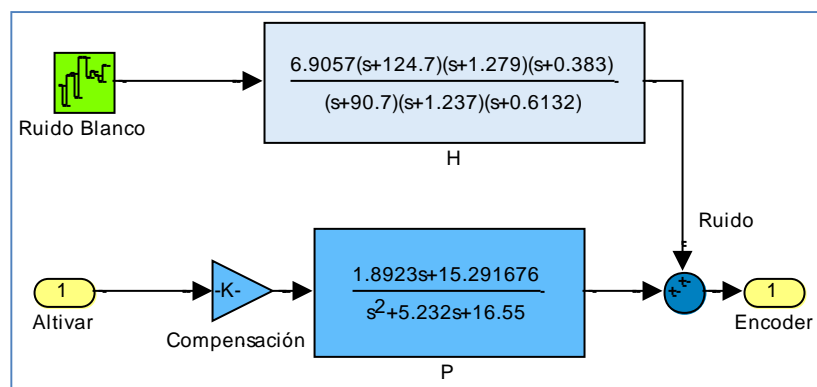 6.9057(s+124.7)(s+1.279)(s+0.383)
(s+90.7)(s+1.237)(s+0.6132)
Ruido Blanco
H
Ruido
1.8923s+15.291676
s2+5.232s+16.55
1
-K-
1
Altivar
Compensación
Encoder
P